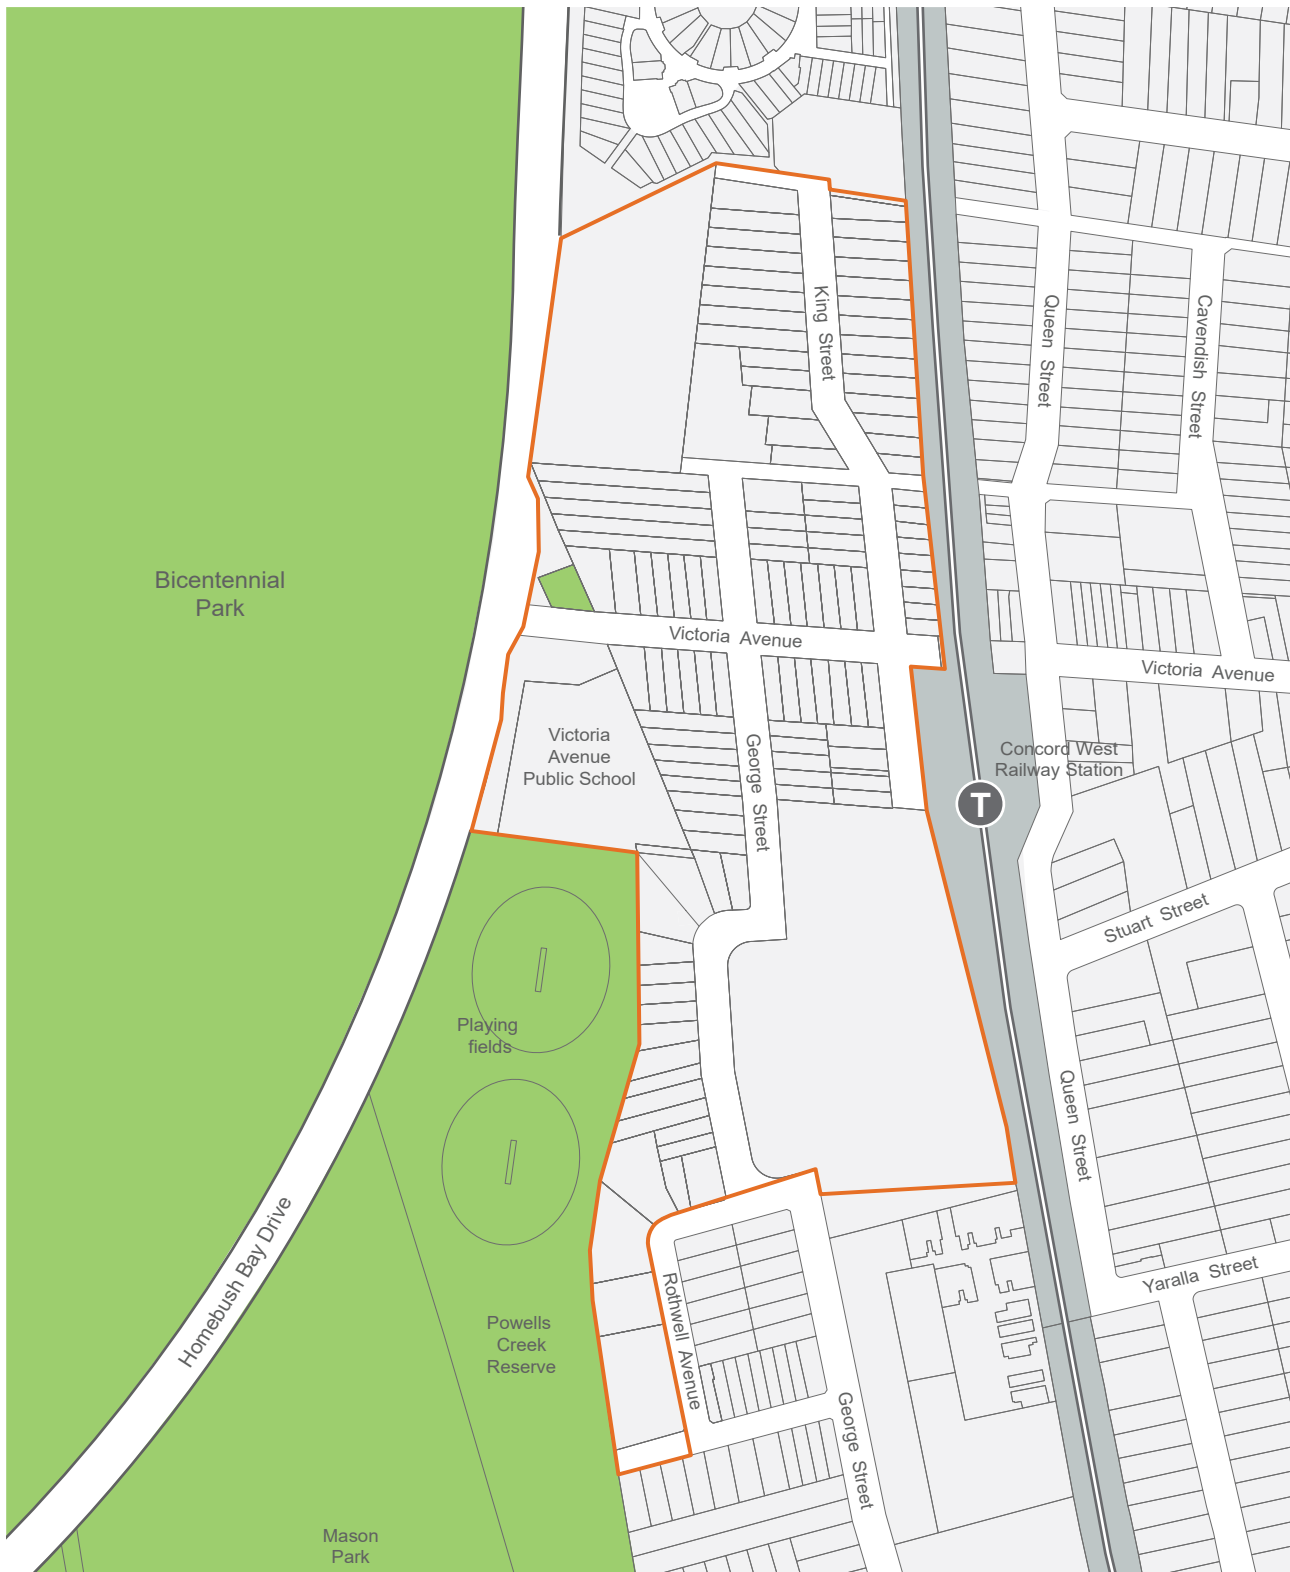 King Street
Queen Street
Cavendish Street
Bicentennial
Park
Victoria Avenue
Victoria Avenue
Victoria
Avenue
Public School
George Street
Concord West
Railway Station
T
Stuart Street
Playing
fields
Queen Street
Homebush Bay Drive
Yaralla Street
Rothwell Avenue
Powells
Creek
Reserve
George Street
Mason
Park